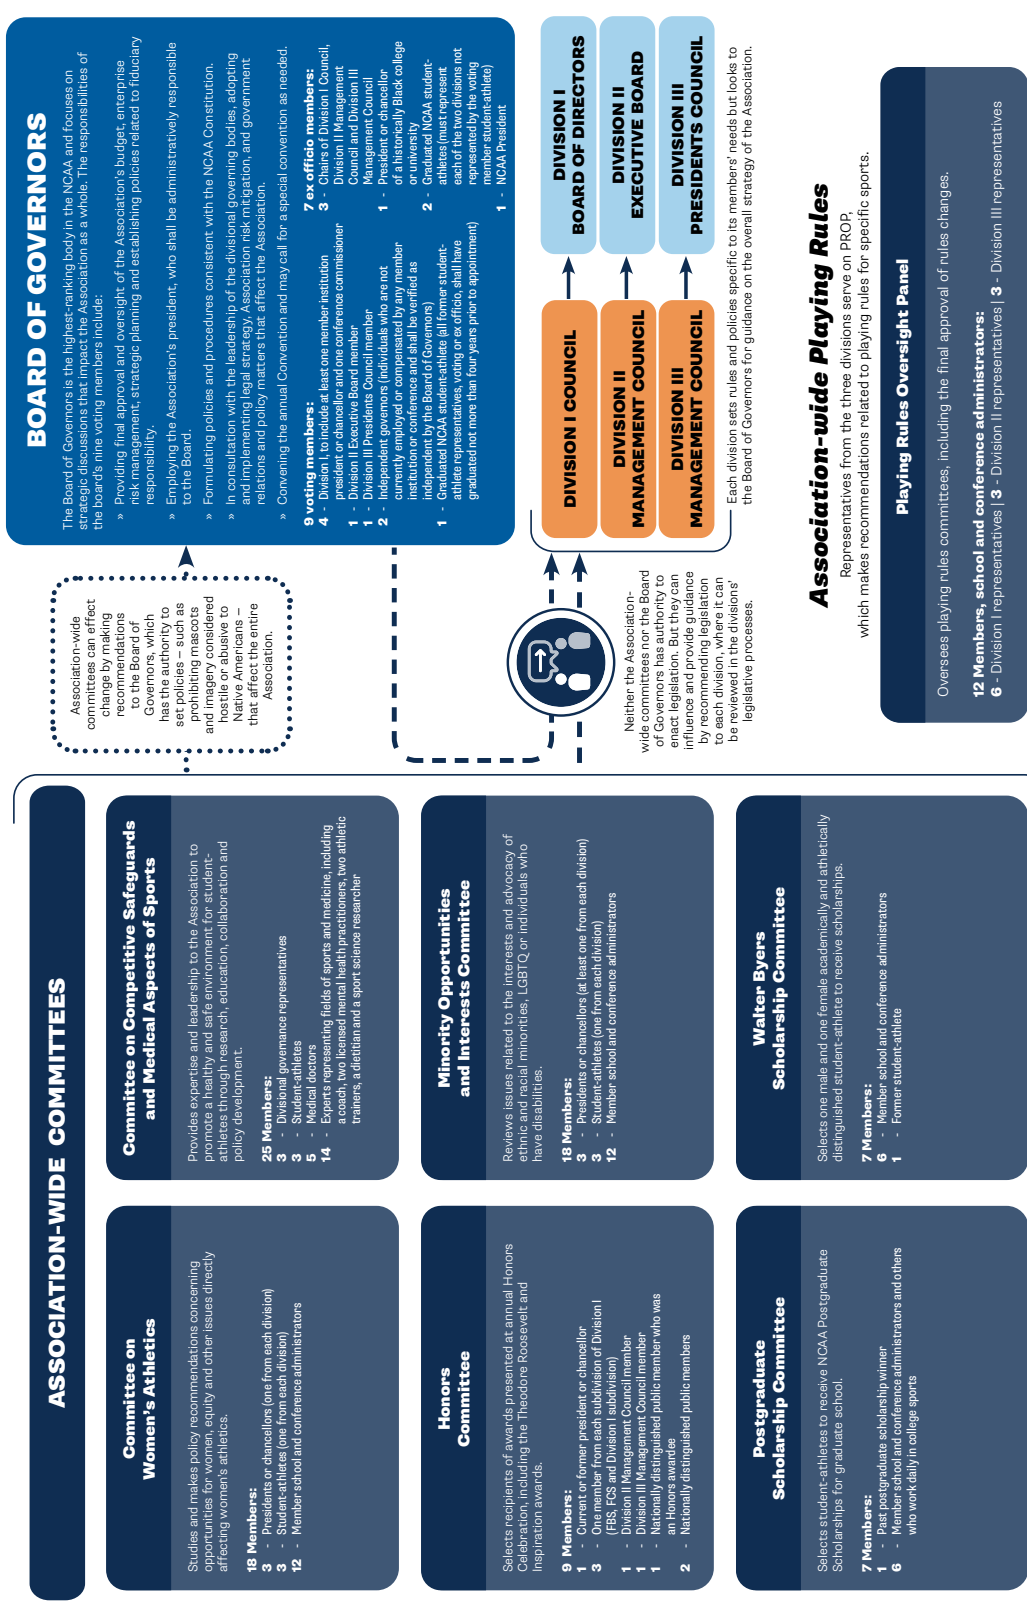 ASSOCIATION-WIDE COMMITTEES
Committee on
Women's Athletics
Studies and makes policy recommendations concerning
opportunities for women, equity and other issues directly
affecting women's athletics.
18 Members:
3 - Presidents or chancellors (one from each division)
3 - Student-athletes (one from each division)
12 - Member school and conference administrators
Committee on Competitive Safeguards
and Medical Aspects of Sports
Provides expertise and leadership to the Association to
promote a healthy and safe environment for student-
athletes through research, education, collaboration and
policy development.
25 Members:
3 - Divisional governance representatives
3 - Student-athletes
5 - Medical doctors
14 - Experts representing fields of sports and medicine, including
a coach, two licensed mental health practitioners, two athletic
trainers, a dietitian and a sport science researcher
Honors
Committee
Selects recipients of awards presented at annual Honors
Celebration, including the Theodore Roosevelt and
Inspiration awards.
9 Members:
1 - Current or former president or chancellor
3 - One member from each subdivision of Division I
(FBS, FCS and Division I subdivision)
1 - Division II Management Council member
1 - Division III Management Council member
1 - Nationally distinguished public member who was
an Honors awardee
2 - Nationally distinguished public members
Minority Opportunities
and Interests Committee
Reviews issues related to the interests and advocacy of
ethnic and racial minorities, LGBTQ or individuals who
have disabilities.
18 Members:
3 - Presidents or chancellors (at least one from each division)
3 - Student-athletes (one from each division)
12 - Member school and conference administrators
Postgraduate
Scholarship Committee
Selects student-athletes to receive NCAA Postgraduate
Scholarships for graduate school.
7 Members:
1 - Past postgraduate scholarship winner
6 - Member school and conference administrators and others
who work daily in college sports
Walter Byers
Scholarship Committee
Selects one male and one female academically and athletically
distinguished student-athlete to receive scholarships.
7 Members:
6 - Member school and conference administrators
1 - Former student-athlete
Association-wide
committees can effect
change by making
recommendations
to the Board of
Governors, which
has the authority to
set policies – such as
prohibiting mascots
and imagery considered
hostile or abusive to
Native Americans –
that affect the entire
Association.
BOARD OF GOVERNORS
The Board of Governors is the highest-ranking body in the NCAA and focuses on
strategic discussions that impact the Association as a whole. The responsibilities of
the board's nine voting members include:
» Providing final approval and oversight of the Association's budget, enterprise
risk management, strategic planning and establishing policies related to fiduciary
responsibility.
» Employing the Association's president, who shall be administratively responsible
to the Board.
» Formulating policies and procedures consistent with the NCAA Constitution.
» In consultation with the leadership of the divisional governing bodies, adopting
and implementing legal strategy, Association risk mitigation, and government
relations and policy matters that affect the Association.
» Convening the annual Convention and may call for a special convention as needed.
9 voting members:
4 - Division I, to include at least one member institution
president or chancellor and one conference commissioner
1 - Division II Executive Board member
1 - Division III Presidents Council member
2 - Independent governors (individuals who are not
currently employed or compensated by any member
institution or conference and shall be verified as
independent by the Board of Governors)
1 - Graduated NCAA student-athlete (all former student-
athlete representatives, voting or ex officio, shall have
graduated not more than four years prior to appointment)
7 ex officio members:
3 - Chairs of Division I Council,
Division II Management
Council and Division III
Management Council
1 - President or chancellor
of a historically Black college
or university
2 - Graduated NCAA student-
athletes (must represent
each of the two divisions not
represented by the voting
member student-athlete)
1 - NCAA President
Neither the Association-
wide committees nor the Board
of Governors has authority to
enact legislation. But they can
influence and provide guidance
by recommending legislation
to each division, where it can
be reviewed in the divisions'
legislative processes.
DIVISION I COUNCIL
DIVISION I
BOARD OF DIRECTORS
DIVISION II
MANAGEMENT COUNCIL
DIVISION II
EXECUTIVE BOARD
DIVISION III
MANAGEMENT COUNCIL
DIVISION III
PRESIDENTS COUNCIL
Each division sets rules and policies specific to its members' needs but looks to
the Board of Governors for guidance on the overall strategy of the Association.
Association-wide Playing Rules
Representatives from the three divisions serve on PROP,
which makes recommendations related to playing rules for specific sports.
Playing Rules Oversight Panel
Oversees playing rules committees, including the final approval of rules changes.
12 Members, school and conference administrators:
6 - Division I representatives | 3 - Division II representatives | 3 - Division III representatives